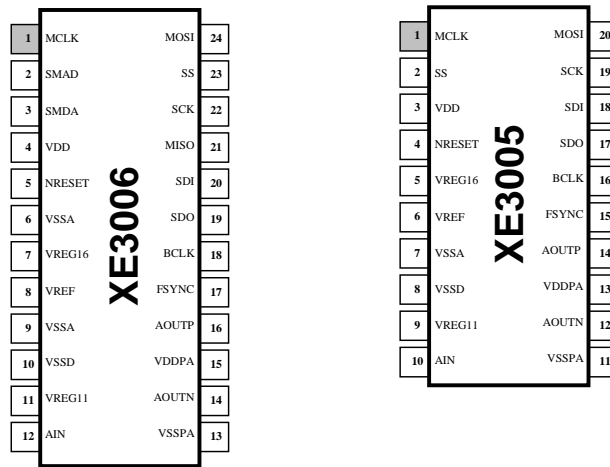 1 MCLK MOSI 24
2 SMAD SS 23
3 SMDA SCK 22
4 VDD MISO 21
5 NRESET SDI 20
6 VSSA SDO 19
7 VREG16 BCLK 18
8 VREF FSYNC 17
9 VSSA AOUTP 16
10 VSSD VDDPA 15
11 VREG11 AOUTN 14
12 AIN VSSPA 13
XE3006
1 MCLK MOSI 20
2 SS SCK 19
3 VDD SDI 18
4 NRESET SDO 17
5 VREG16 BCLK 16
6 VREF FSYNC 15
7 VSSA AOUTP 14
8 VSSD VDDPA 13
9 VREG11 AOUTN 12
10 AIN VSSPA 11
XE3005